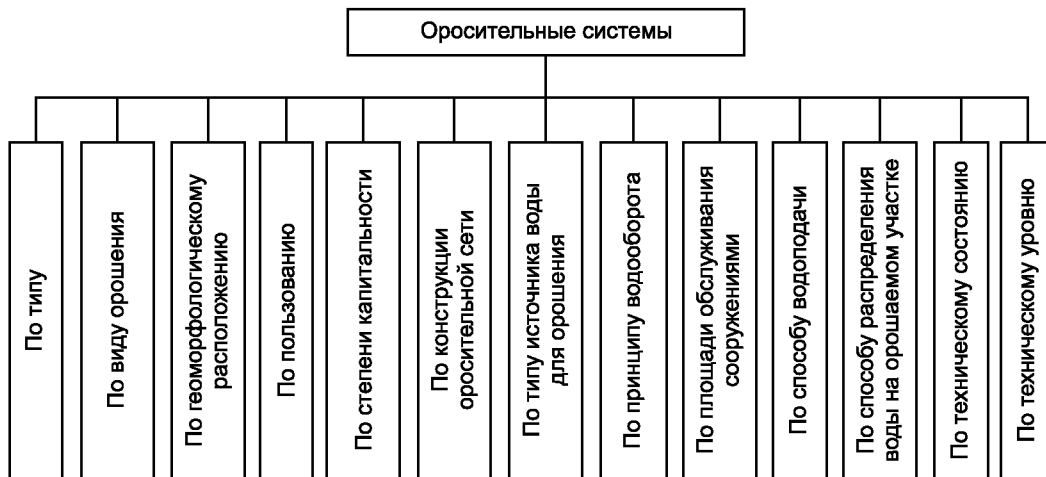 Оросительные системы
По типу
По виду орошения
По геоморфологическому
расположению
По пользованию
По степени капитальности
По конструкции
оросительной сети
По типу источника воды
для орошения
По принципу водооборота
По площади обслуживания
сооружениями
По способу водоподачи
По способу распределения
воды на орошаемом участке
По техническому состоянию
По техническому уровню